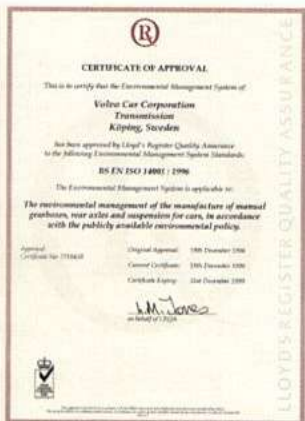 R
CERTIFICATE OF APPROVAL
This is to certify that the Environmental Management System of
Volvo Car Corporation
Transmission
Köping, Sweden
has been approved by Lloyd's Register Quality Assurance
to the following Environmental Management System Standards:
BS EN ISO 14001 : 1996
The Environmental Management System is applicable to:
The environmental management of the manufacture of manual
gearboxes, rear axles and suspension for cars, in accordance
with the publicly available environmental policy.
Approval
Certificate No:
Original Approval:
Current Certificate:
Certificate Expiry:
on behalf of LRQA
LLOYD'S REGISTER QUALITY ASSURANCE